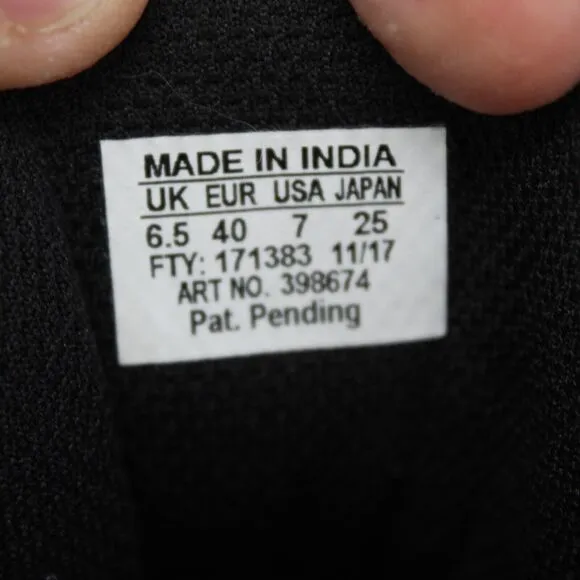 MADE IN INDIA
UK EUR USA JAPAN
6.5 40 7 25
FTY: 171383 11/17
ART NO. 398674
Pat. Pending